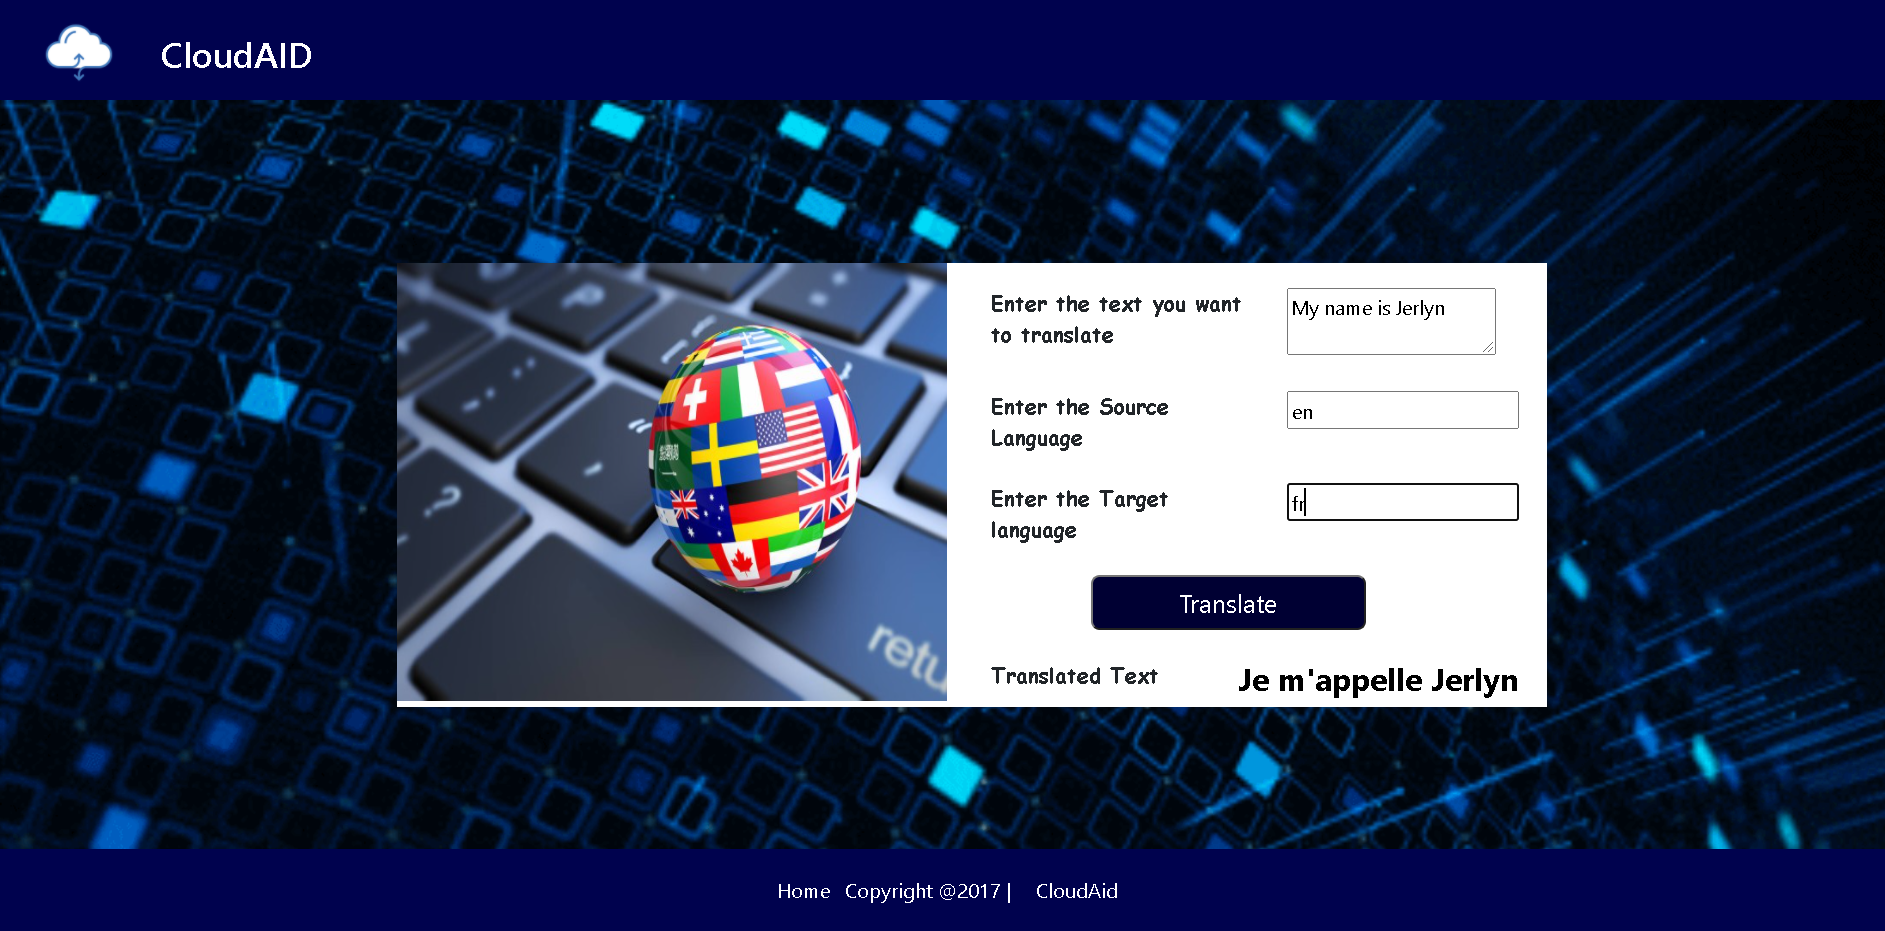 CloudAID
Enter the text you want
to translate
My name is Jerlyn
Enter the Source
Language
en
Enter the Target
language
fr
Translate
Translated Text
Je m'appelle Jerlyn
retu
Home Copyright @2017 | CloudAid